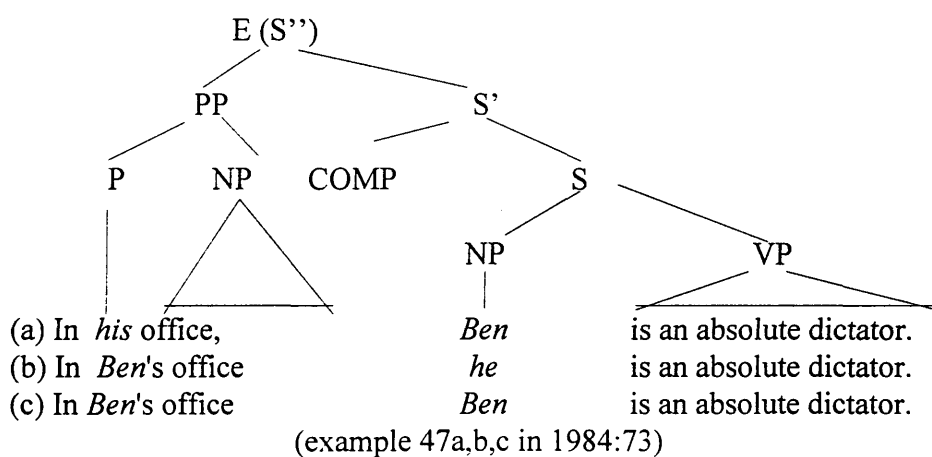 E (S’’)
PP S’
P NP COMP S
NP VP
(a) In his office, Ben is an absolute dictator.
(b) In Ben's office he is an absolute dictator.
(c) In Ben's office Ben is an absolute dictator.
(example 47a,b,c in 1984:73)